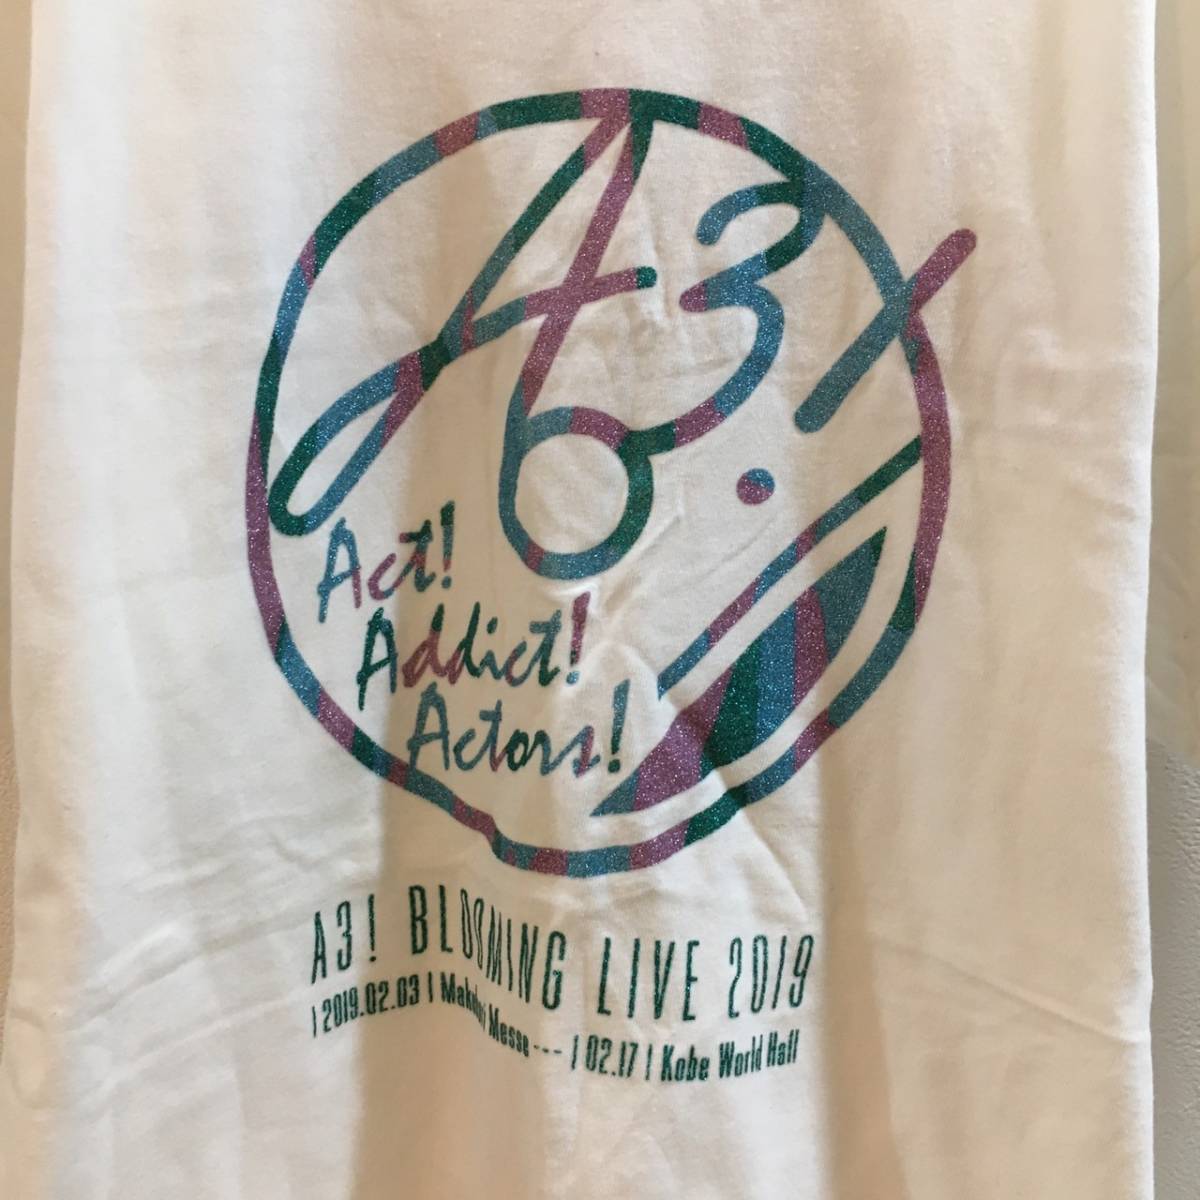 A3!
Act!
Addict!
Actors!
A3! BLOOMING LIVE 2019
| 2019.02.03 | Makuhari Messe --- | 02.17 | Kobe World Hall